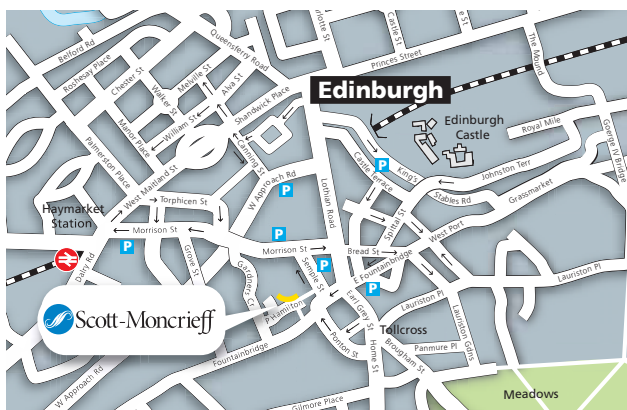 Belford Rd
Roshesay Place
Chester St
Walker St
Melville St
Queensferry Road
Alva St
Manor Place
William St
Shandwick Place
Charlotte St
Castle St
Princes Street
The Mound
Edinburgh
Edinburgh
Castle
Royal Mile
Goerge IV Bridge
Palmerston Place
West Maitland St
Canning St
W Approach Rd
P
Lothian Road
Castle Terrace
P
King's
Stables Rd
Johnston Terr
Grassmarket
Haymarket
Station
Torphicen St
Morrison St
P
P
Morrison St
P
Bread St
Spittal St
West Port
E Fountainbridge
P
Dalry Rd
Grove St
Gardners Cr
Semple St
Earl Grey St
Lauriston Pl
Lauriston Pl
Lauriston Gdns
Scott-Moncrieff
P Hamilton
Fountainbridge
Ponton St
Tollcross
Home St
Brougham St
Panmure Pl
W Approach Rd
Gilmore Place
Meadows